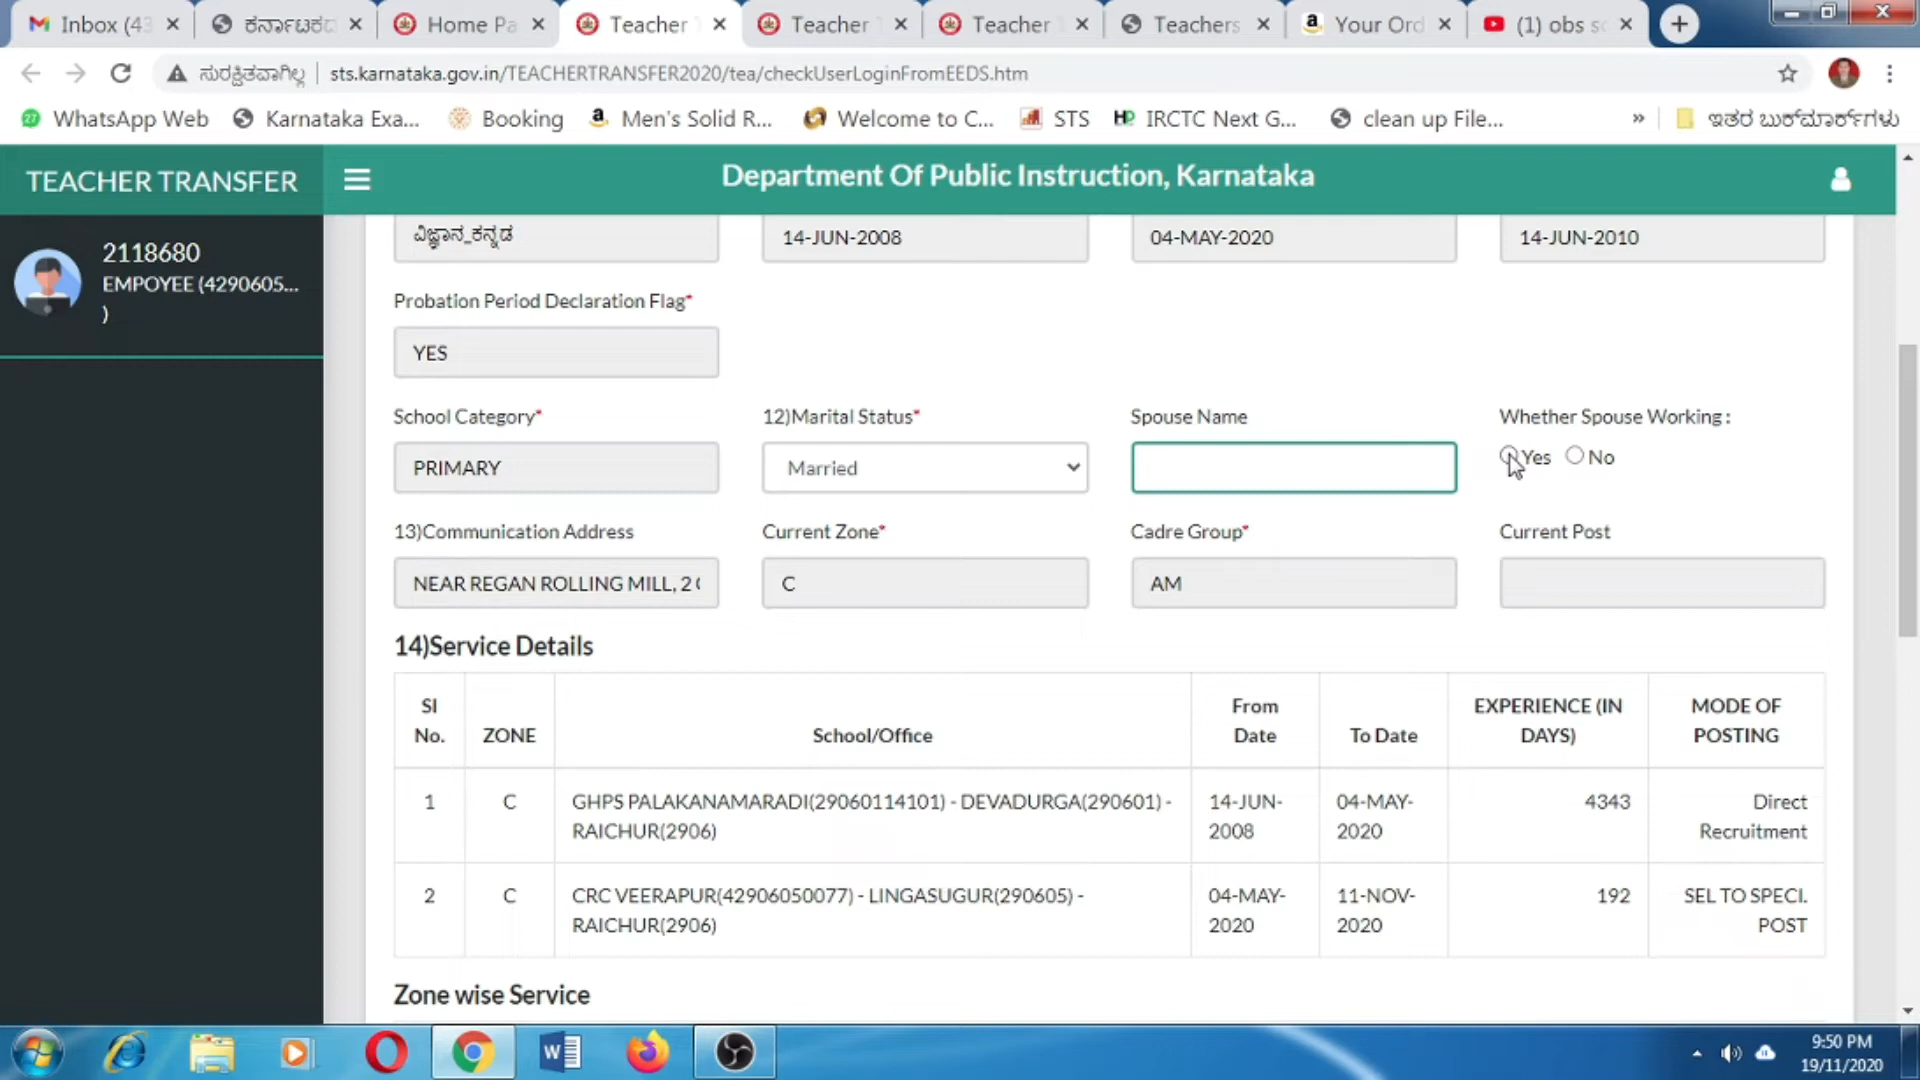 Inbox (43
ಕರ್ನಾಟಕದ
Home Pa
Teacher T
Teacher T
Teacher
Teachers
Your Ord
(1) obs sc
ಸುರಕ್ಷಿತವಾಗಿಲ್ಲ
sts.karnataka.gov.in/TEACHERTRANSFER2020/tea/checkUserLoginFromEEDS.htm
27 WhatsApp Web
Karnataka Exa...
Booking
Men's Solid R...
Welcome to C...
STS
IRCTC Next G...
clean up File...
»
ಇತರ ಬುಕ್‌ಮಾರ್ಕ್‌ಗಳು
TEACHER TRANSFER
Department Of Public Instruction, Karnataka
2118680
EMPOYEE (4290605...
)
ವಿಜ್ಞಾನ_ಕನ್ನಡ
14-JUN-2008
04-MAY-2020
14-JUN-2010
Probation Period Declaration Flag*
YES
School Category*
12)Marital Status*
Spouse Name
Whether Spouse Working :
PRIMARY
Married
Yes No
13)Communication Address
Current Zone*
Cadre Group*
Current Post
NEAR REGAN ROLLING MILL, 2
C
AM
14)Service Details
Sl No.
ZONE
School/Office
From Date
To Date
EXPERIENCE (IN DAYS)
MODE OF POSTING
1
C
GHPS PALAKANAMARADI(29060114101) - DEVADURGA(290601) -
RAICHUR(2906)
14-JUN-
2008
04-MAY-
2020
4343
Direct
Recruitment
2
C
CRC VEERAPUR(42906050077) - LINGASUGUR(290605) -
RAICHUR(2906)
04-MAY-
2020
11-NOV-
2020
192
SEL TO SPECI.
POST
Zone wise Service
9:50 PM
19/11/2020